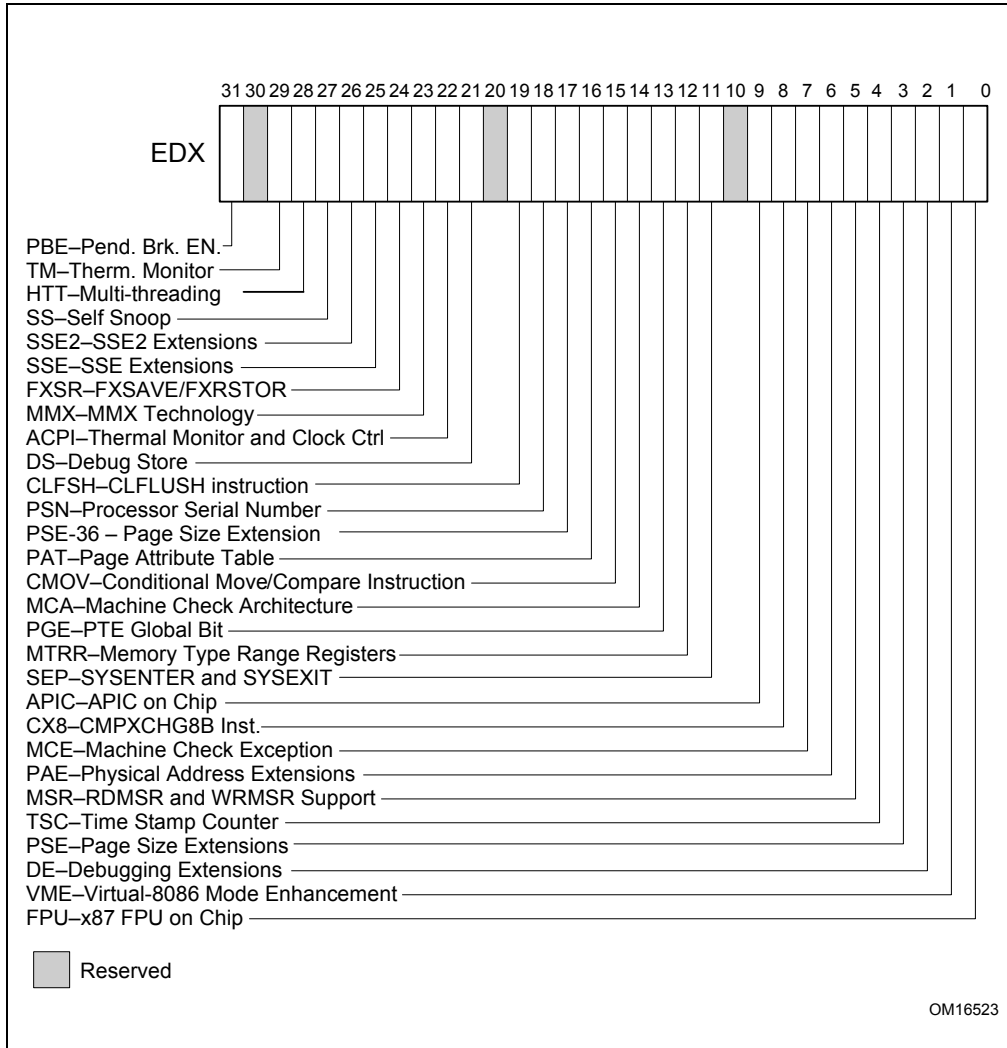 31 30 29 28 27 26 25 24 23 22 21 20 19 18 17 16 15 14 13 12 11 10 9 8 7 6 5 4 3 2 1 0
EDX
PBE–Pend. Brk. EN.
TM–Therm. Monitor
HTT–Multi-threading
SS–Self Snoop
SSE2–SSE2 Extensions
SSE–SSE Extensions
FXSR–FXSAVE/FXRSTOR
MMX–MMX Technology
ACPI–Thermal Monitor and Clock Ctrl
DS–Debug Store
CLFSH–CLFLUSH instruction
PSN–Processor Serial Number
PSE-36 – Page Size Extension
PAT–Page Attribute Table
CMOV–Conditional Move/Compare Instruction
MCA–Machine Check Architecture
PGE–PTE Global Bit
MTRR–Memory Type Range Registers
SEP–SYSENTER and SYSEXIT
APIC–APIC on Chip
CX8–CMPXCHG8B Inst.
MCE–Machine Check Exception
PAE–Physical Address Extensions
MSR–RDMSR and WRMSR Support
TSC–Time Stamp Counter
PSE–Page Size Extensions
DE–Debugging Extensions
VME–Virtual-8086 Mode Enhancement
FPU–x87 FPU on Chip
Reserved
OM16523